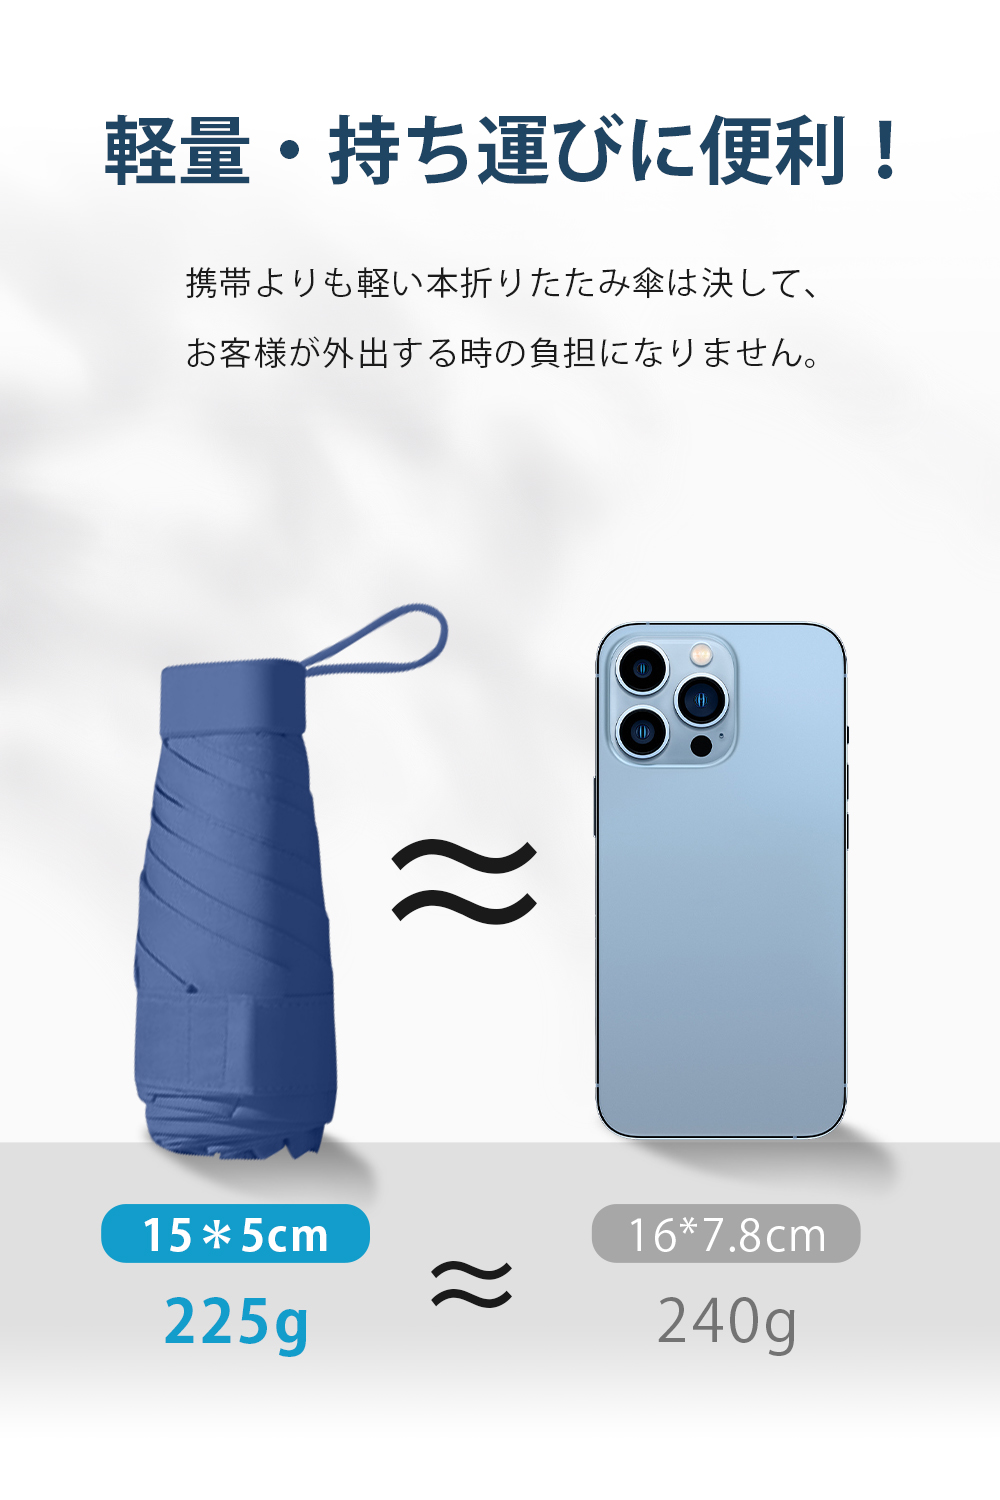 軽量・持ち運びに便利！
携帯よりも軽い本折りたたみ傘は決して、
お客様が外出する時の負担になりません。
≈
15＊5cm
16*7.8cm
≈
225g
240g